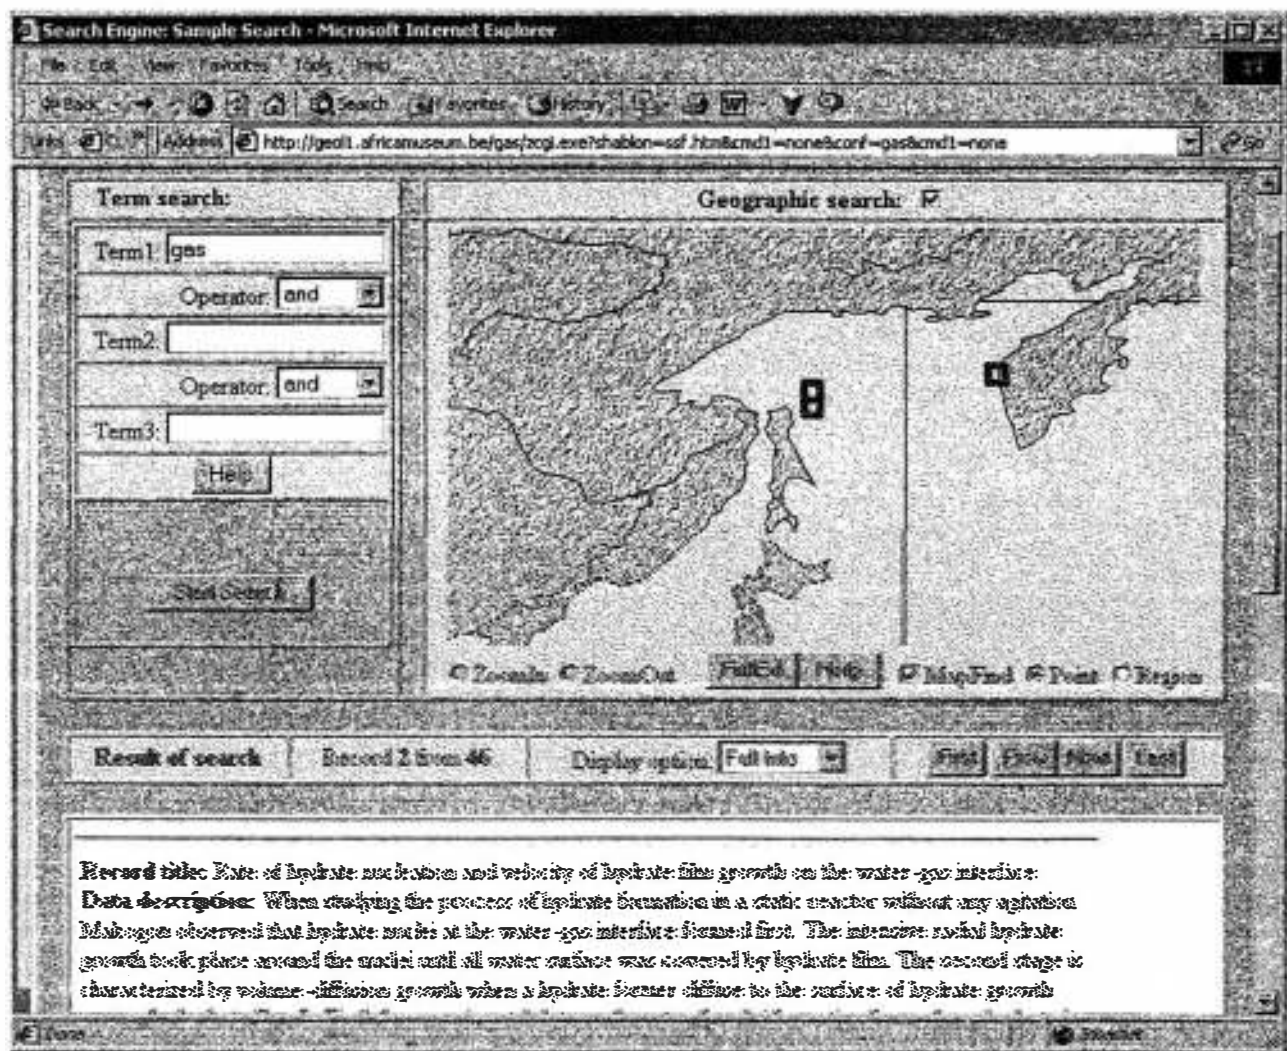 Search Engine: Sample Search - Microsoft Internet Explorer
File Edit View Favorites Tools Help
Back Search Favorites History
Links Address http://geoli1.africamuseum.be/gas/zcgi.exe?shablon=ssf.htm&cmd1=none&conf=gas&cmd1=none Go
Term search:
Geographic search:
Term1: gas
Operator: and
Term2:
Operator: and
Term3:
Help
Start Search
ZoomIn ZoomOut Help MapFind Point Region
Result of search Record 2 from 46 Display option: Full Info First Prev Next Last
Record title: Rate of hydrate nucleation and velocity of hydrate film growth on the water-gas interface.
Data description: When studying the process of hydrate formation in a static reactor without any agitation
Makogon observed that hydrate nuclei at the water-gas interface formed first. The intensive radial hydrate
growth took place around the nuclei until all water surface was covered by hydrate film. The second stage is
characterized by volume-diffusion growth when a hydrate former diffuse to the surface of hydrate growth
Done Internet